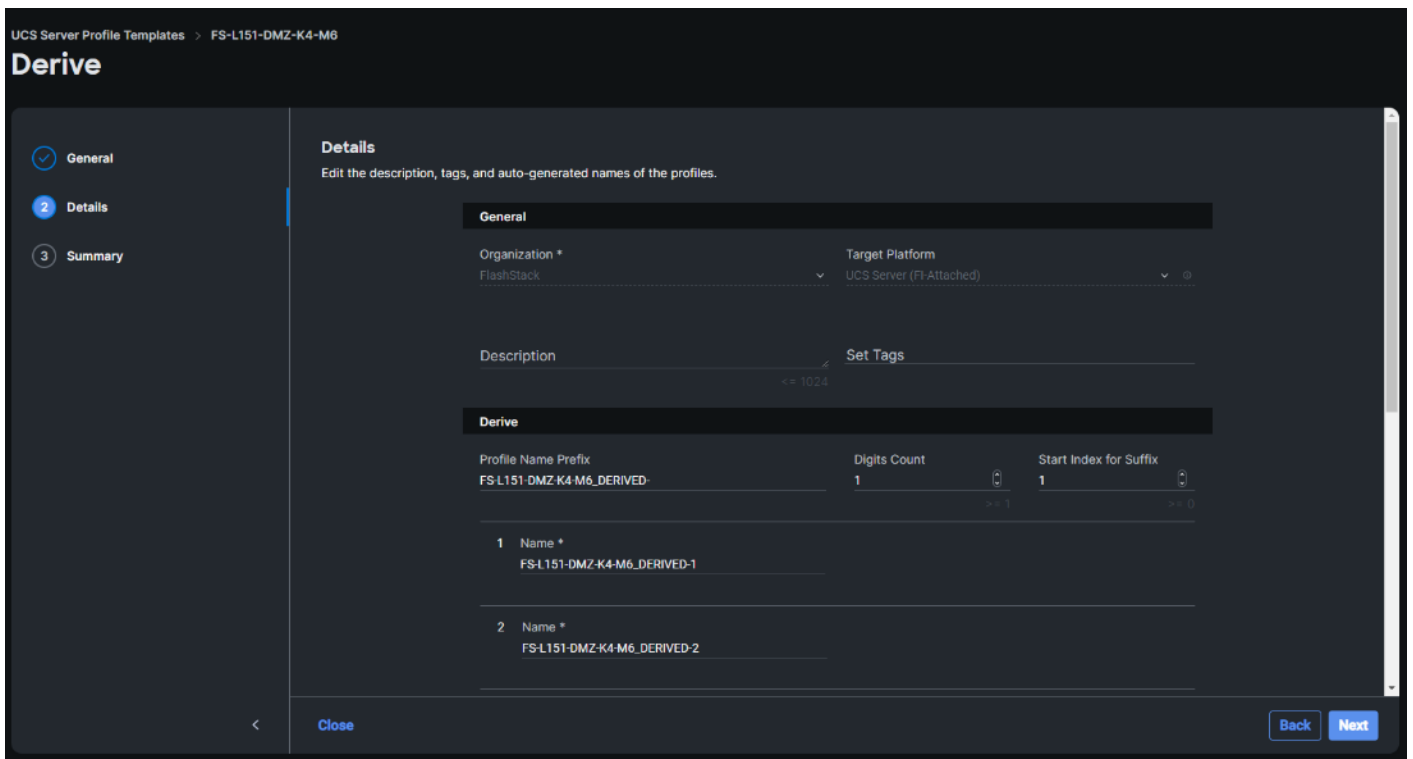 UCS Server Profile Templates > FS-L151-DMZ-K4-M6
Derive
General
2 Details
3 Summary
Details
Edit the description, tags, and auto-generated names of the profiles.
General
Organization * Target Platform
FlashStack UCS Server (FI-Attached)
Description Set Tags
<= 1024
Derive
Profile Name Prefix Digits Count Start Index for Suffix
FS-L151-DMZ-K4-M6_DERIVED- 1 1
>= 1 >= 0
1 Name *
FS-L151-DMZ-K4-M6_DERIVED-1
2 Name *
FS-L151-DMZ-K4-M6_DERIVED-2
< Close Back Next